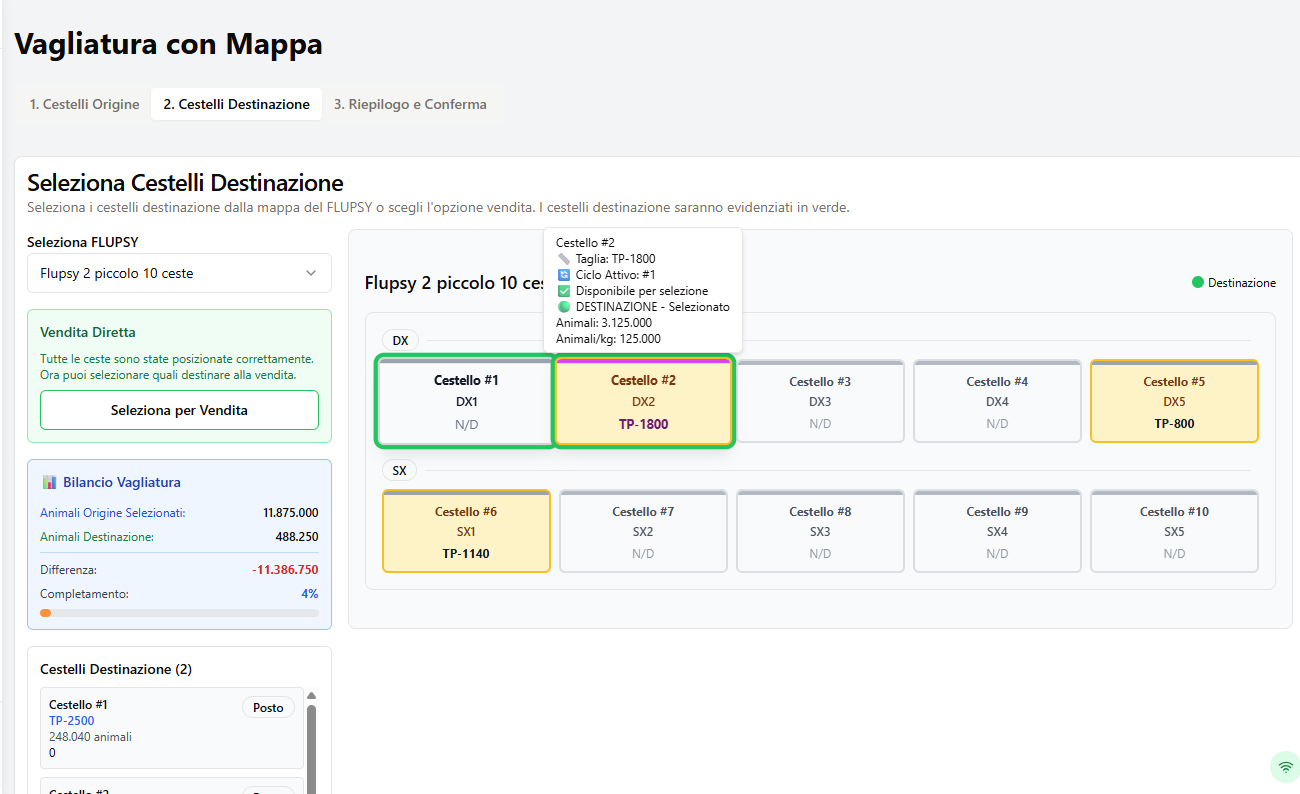 Vagliatura con Mappa
1. Cestelli Origine
2. Cestelli Destinazione
3. Riepilogo e Conferma
Seleziona Cestelli Destinazione
Seleziona i cestelli destinazione dalla mappa del FLUPSY o scegli l'opzione vendita. I cestelli destinazione saranno evidenziati in verde.
Seleziona FLUPSY
Flupsy 2 piccolo 10 ceste
Vendita Diretta
Tutte le ceste sono state posizionate correttamente.
Ora puoi selezionare quali destinare alla vendita.
Seleziona per Vendita
Bilancio Vagliatura
Animali Origine Selezionati: 11.875.000
Animali Destinazione: 488.250
Differenza: -11.386.750
Completamento: 4%
Cestelli Destinazione (2)
Cestello #1
Posto
TP-2500
248.040 animali
0
Flupsy 2 piccolo 10 ces
Destinazione
Cestello #2
Taglia: TP-1800
Ciclo Attivo: #1
Disponibile per selezione
DESTINAZIONE - Selezionato
Animali: 3.125.000
Animali/kg: 125.000
DX
Cestello #1
DX1
N/D
Cestello #2
DX2
TP-1800
Cestello #3
DX3
N/D
Cestello #4
DX4
N/D
Cestello #5
DX5
TP-800
SX
Cestello #6
SX1
TP-1140
Cestello #7
SX2
N/D
Cestello #8
SX3
N/D
Cestello #9
SX4
N/D
Cestello #10
SX5
N/D